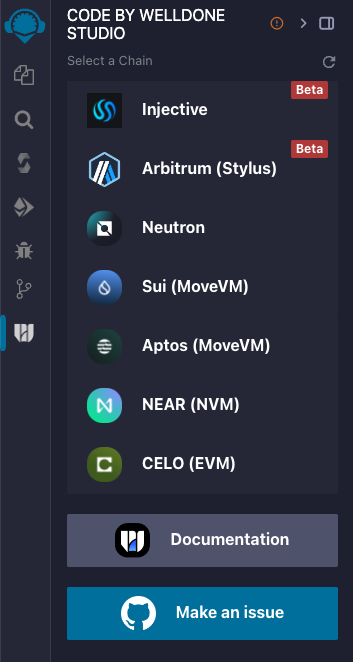 CODE BY WELLDONE
STUDIO
Select a Chain
Beta
Injective
Beta
Arbitrum (Stylus)
Neutron
Sui (MoveVM)
Aptos (MoveVM)
NEAR (NVM)
CELO (EVM)
Documentation
Make an issue